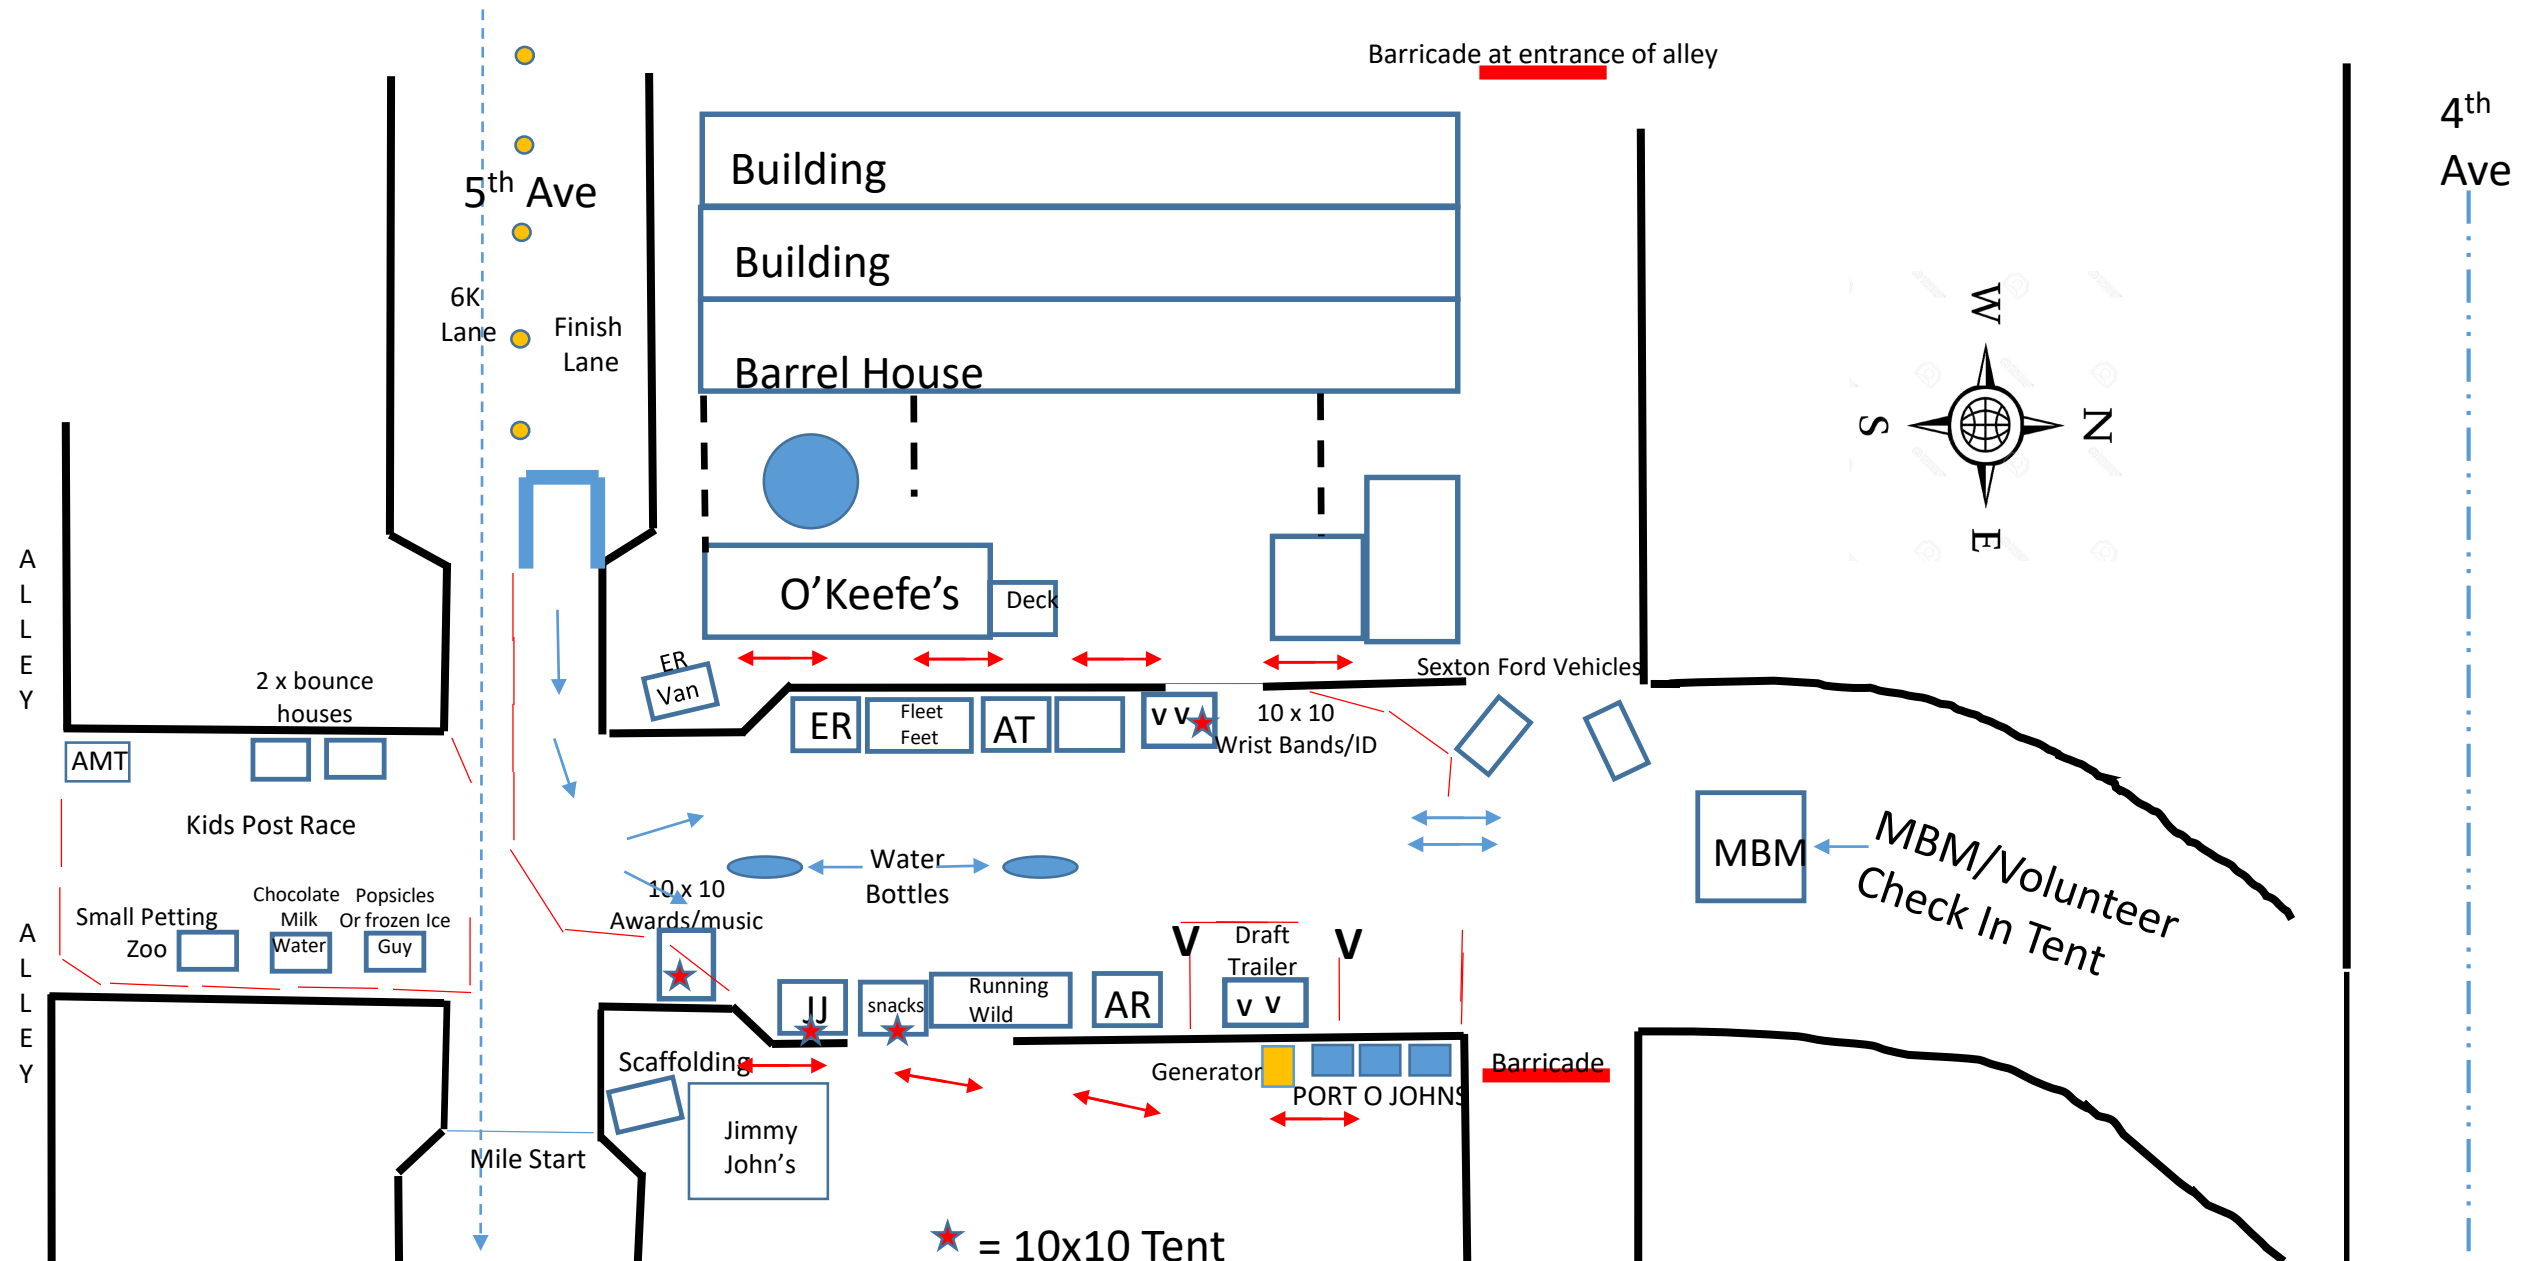 Barricade at entrance of alley
4th
Ave
Building
5th Ave
Building
6K
Lane
Finish
Lane
Barrel House
W
N
S
E
A
L
L
E
Y
O’Keefe’s
Deck
ER
Van
Sexton Ford Vehicles
2 x bounce
houses
ER
Fleet
Feet
AT
V V
10 x 10
Wrist Bands/ID
AMT
Kids Post Race
MBM
MBM/Volunteer
Check In Tent
Water
Bottles
10 x 10
Awards/music
Small Petting
Zoo
Chocolate
Milk
Water
Popsicles
Or frozen Ice
Guy
A
L
L
E
Y
V
Draft
Trailer
V
V V
JJ
snacks
Running
Wild
AR
Scaffolding
Generator
PORT O JOHNS
Barricade
Jimmy
John’s
Mile Start
= 10x10 Tent